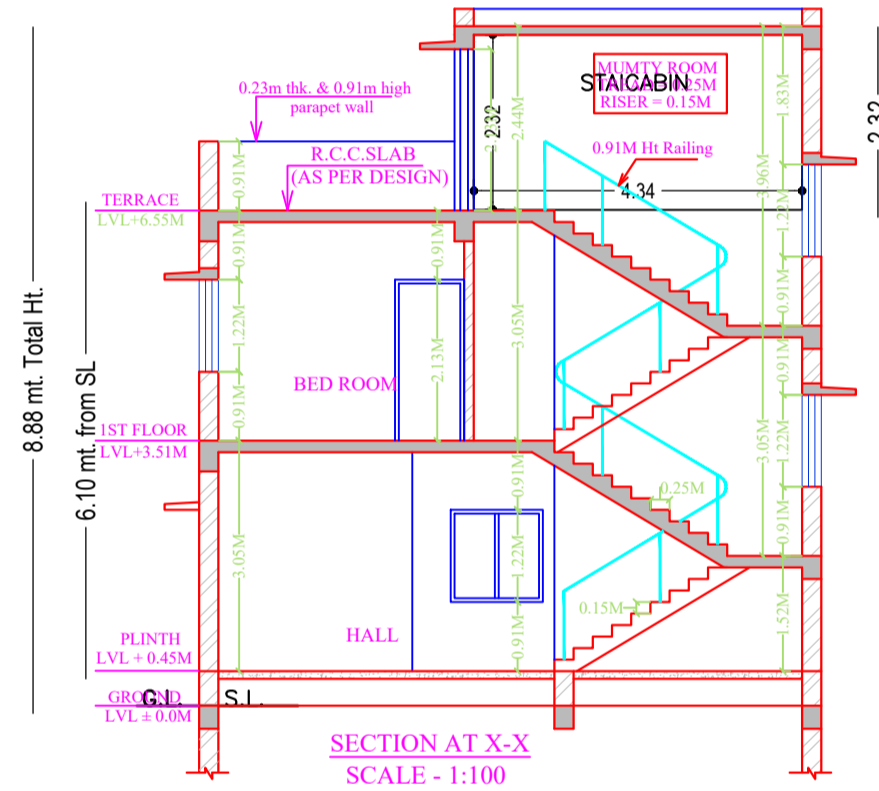 0.23m thk. & 0.91m high
parapet wall
MUMTY ROOM
STAICABIN
RISER = 0.15M
R.C.C.SLAB
(AS PER DESIGN)
0.91M Ht Railing
2.32
2.44M
1.83M
2.32
4.34
3.96M
1.22M
0.91M
0.91M
TERRACE
LVL+6.55M
0.91M
1.22M
0.91M
0.91M
2.13M
3.05M
BED ROOM
0.91M
1.22M
0.91M
3.05M
8.88 mt. Total Ht.
6.10 mt. from SL
1ST FLOOR
LVL+3.51M
3.05M
0.91M
1.22M
0.91M
0.25M
0.15M
1.52M
HALL
PLINTH
LVL + 0.45M
GROUND
G.L. S.L.
LVL ± 0.0M
SECTION AT X-X
SCALE - 1:100